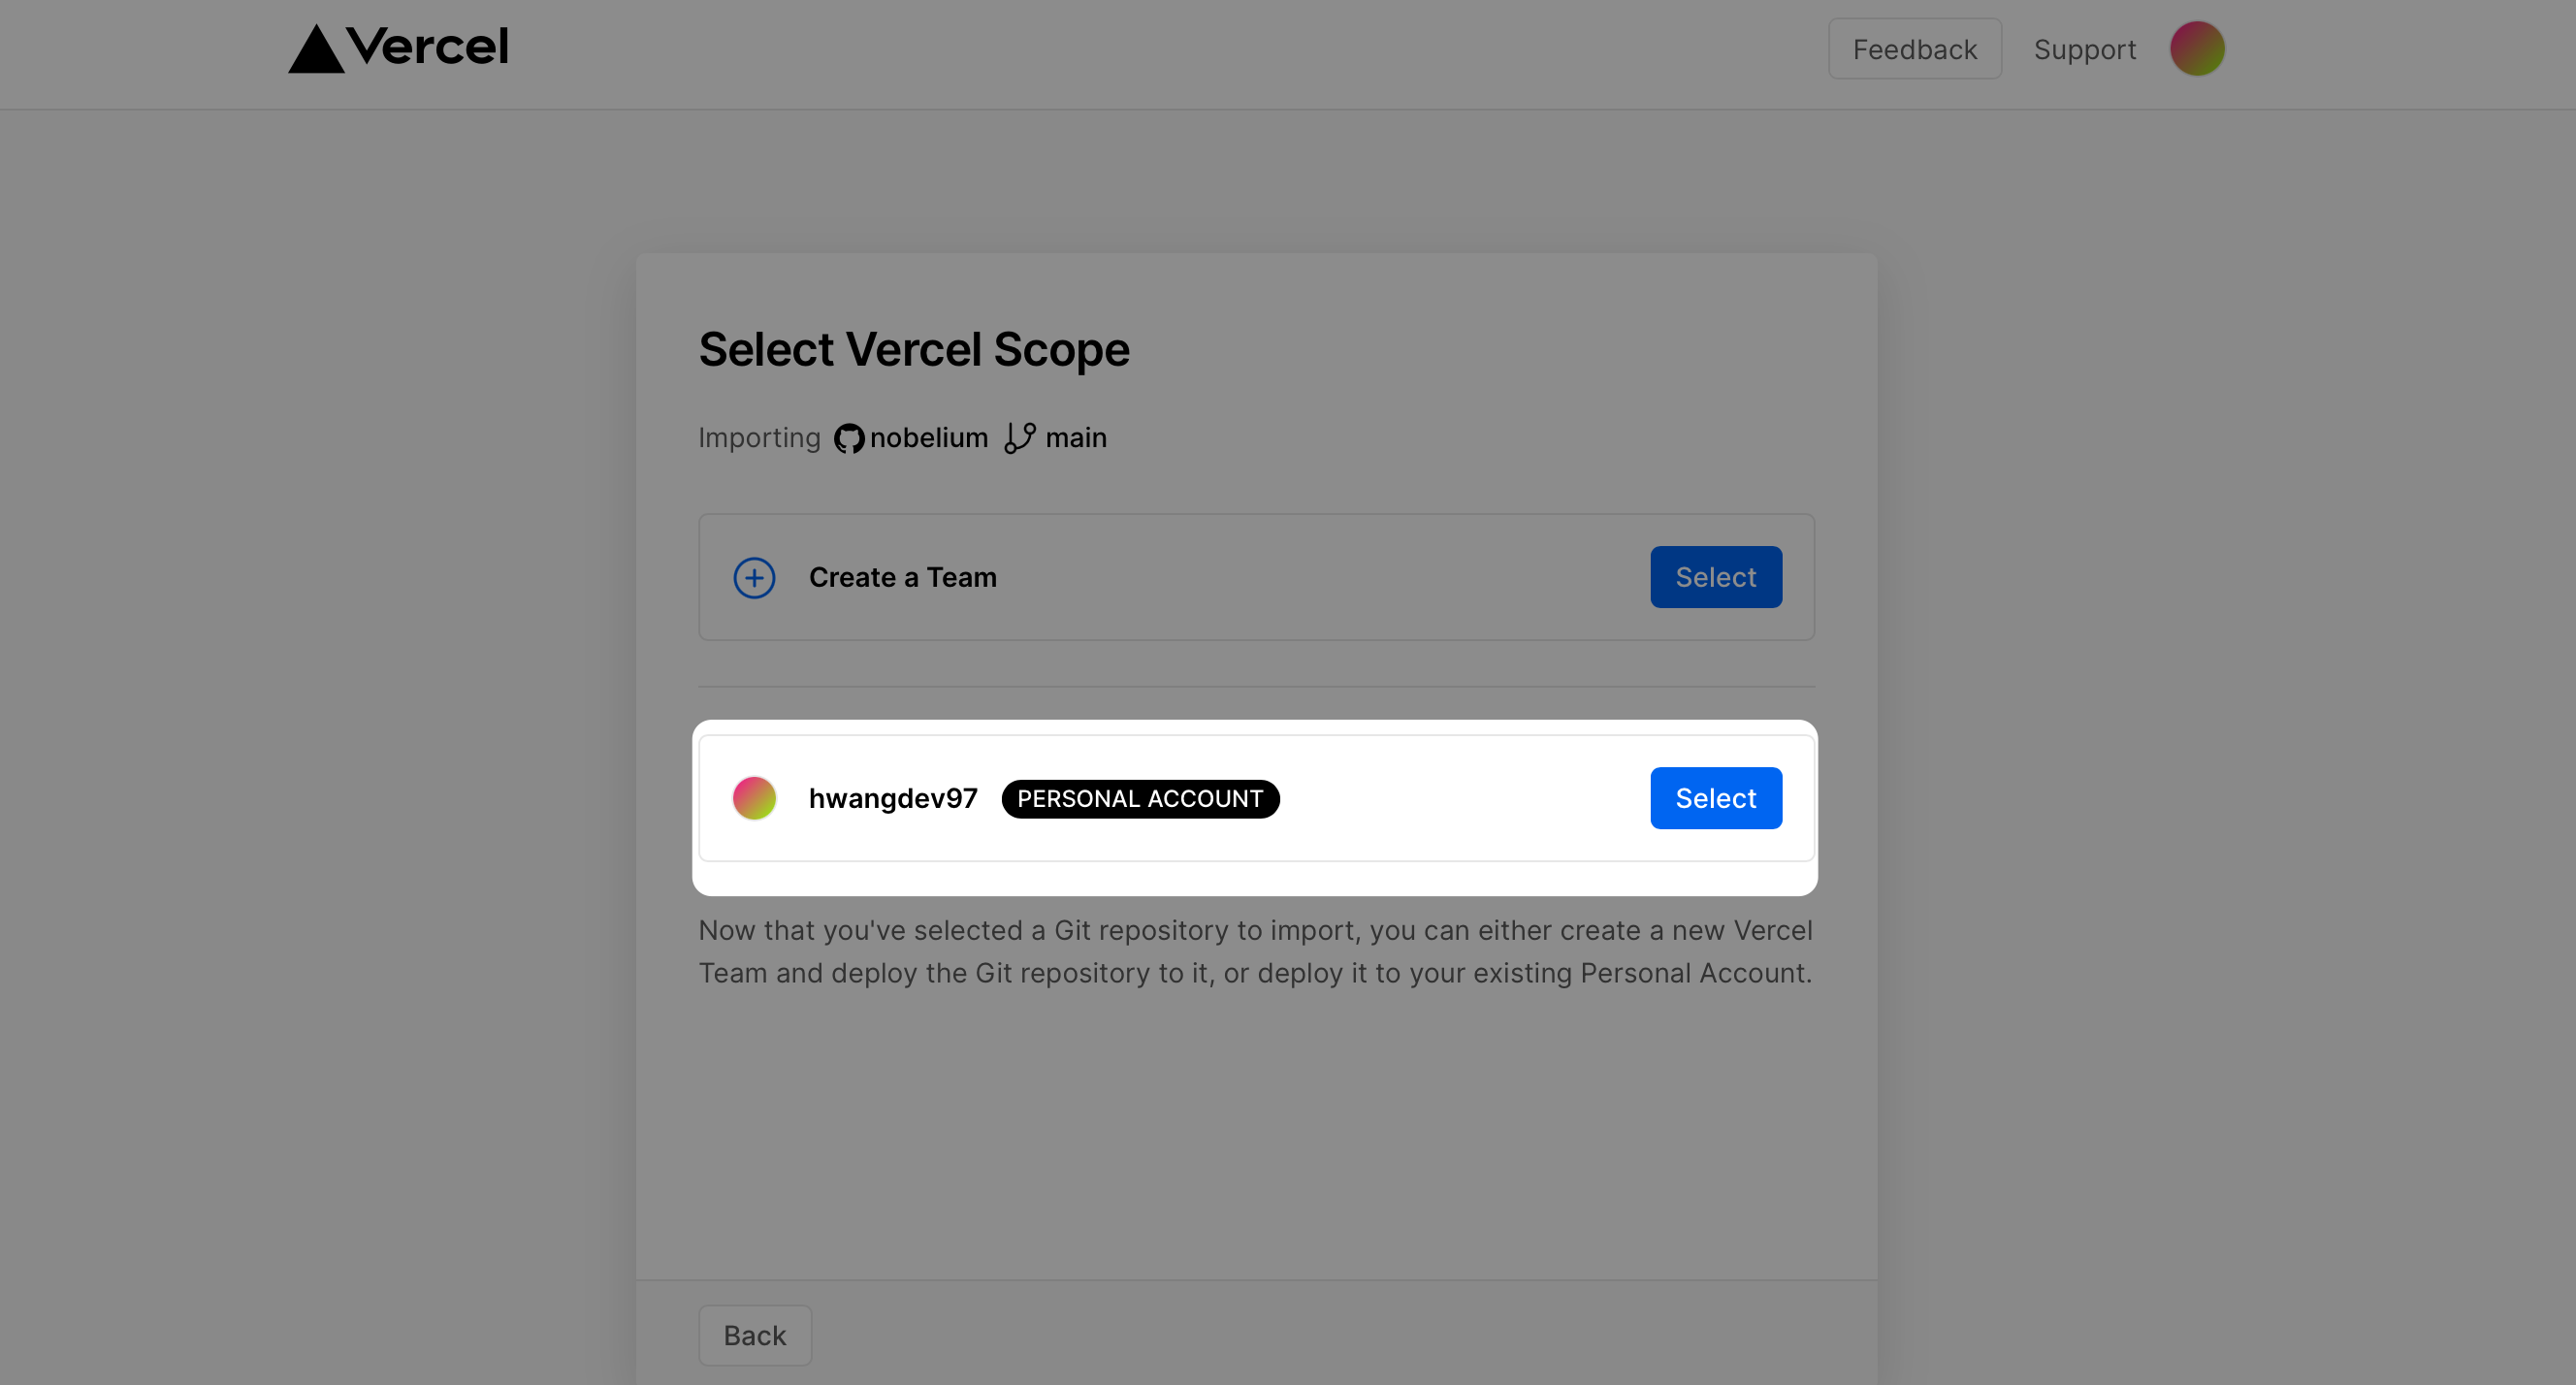 Vercel
Feedback Support
Select Vercel Scope
Importing nobelium main
Create a Team Select
hwangdev97 PERSONAL ACCOUNT Select
Now that you've selected a Git repository to import, you can either create a new Vercel
Team and deploy the Git repository to it, or deploy it to your existing Personal Account.
Back